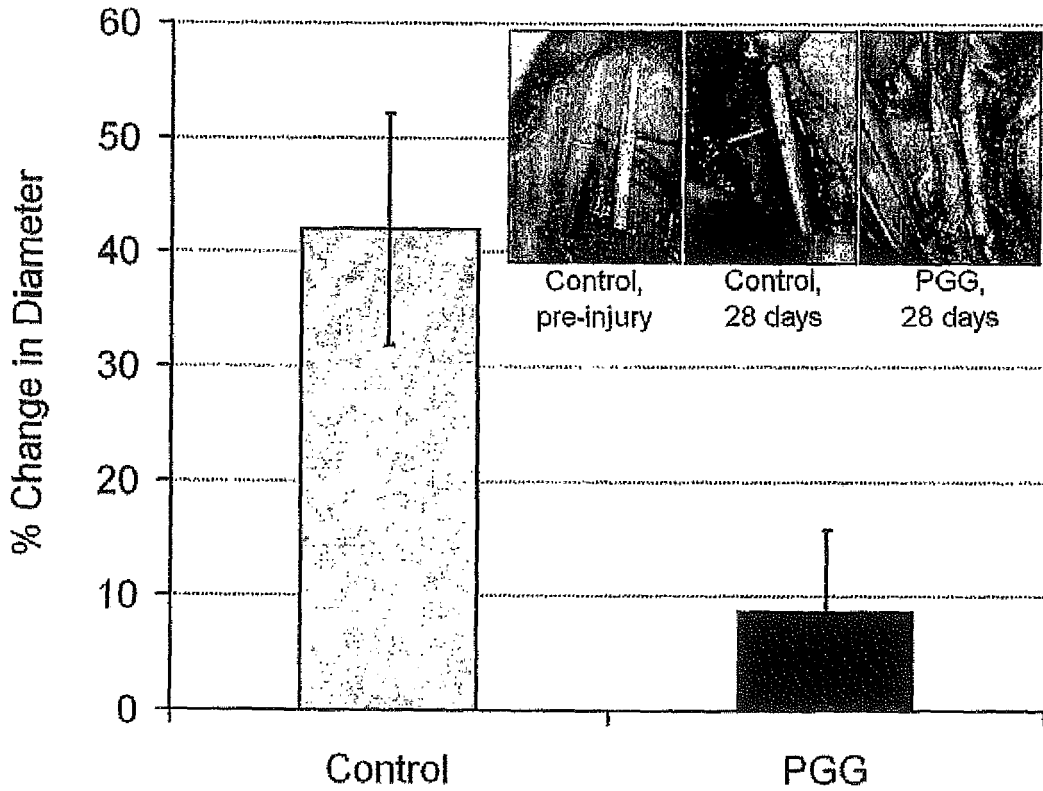 % Change in Diameter
60
50
40
30
20
10
0
Control,
pre-injury
Control,
28 days
PGG,
28 days
Control
PGG